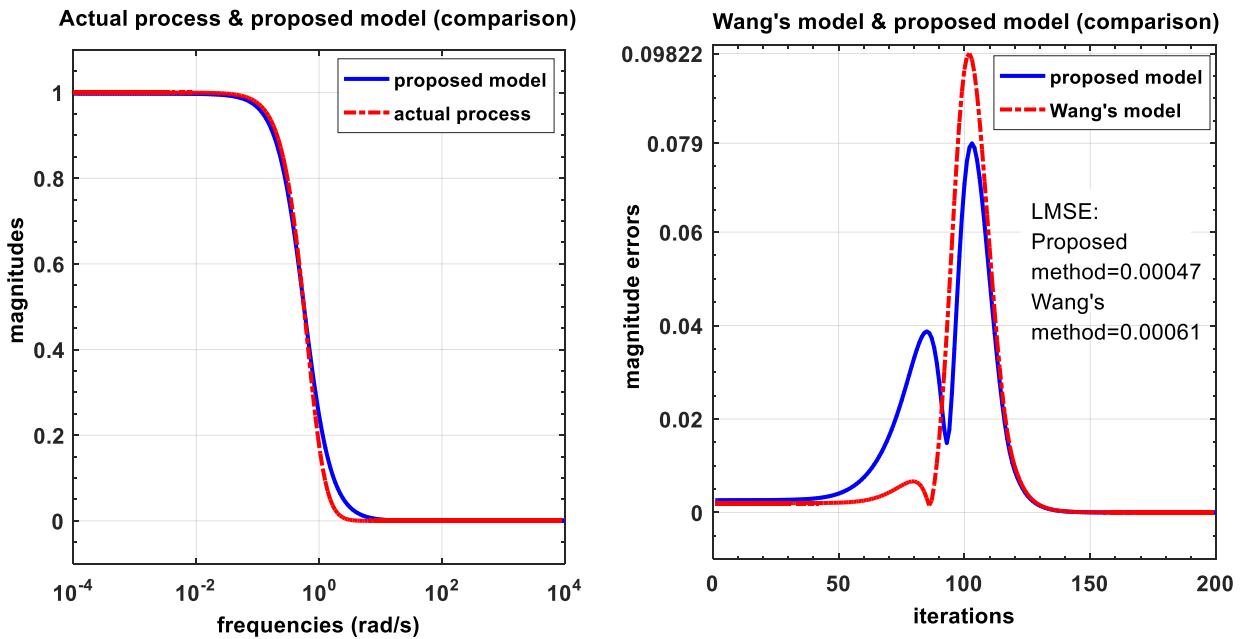 Actual process & proposed model (comparison)
magnitudes
1
0.8
0.6
0.4
0.2
0
proposed model
actual process
10^-4
10^-2
10^0
10^2
10^4
frequencies (rad/s)
Wang's model & proposed model (comparison)
magnitude errors
0.09822
0.079
0.06
0.04
0.02
0
proposed model
Wang's model
LMSE:
Proposed
method=0.00047
Wang's
method=0.00061
0
50
100
150
200
iterations